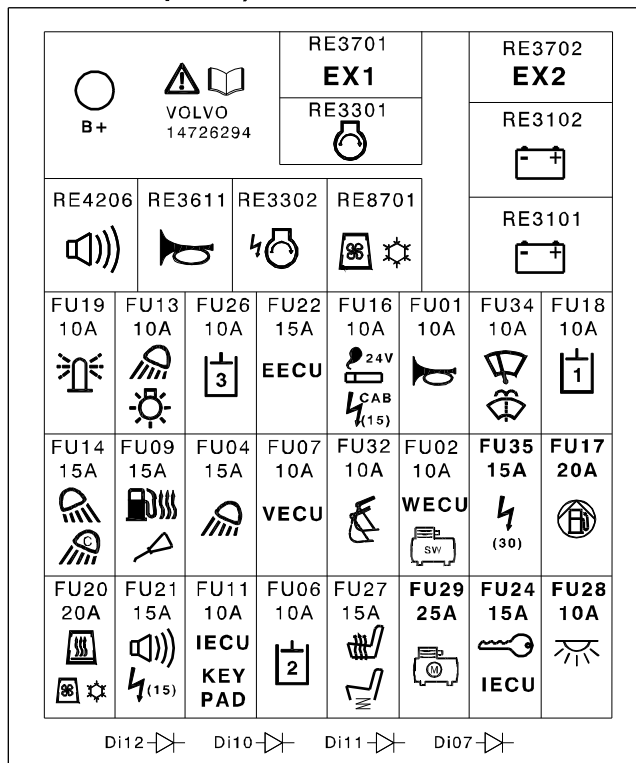 RE3701
EX1
RE3702
EX2
B+
VOLVO
14726294
RE3301
RE3102
- +
RE4206 RE3611 RE3302 RE8701
RE3101
- +
FU19 FU13 FU26 FU22 FU16 FU01 FU34 FU18
10A 10A 10A 15A 10A 10A 10A 10A
24V
3 EECU 1
CAB
(15)
FU14 FU09 FU04 FU07 FU32 FU02 FU35 FU17
15A 15A 15A 10A 10A 10A 15A 20A
VECU WECU
C SW (30)
FU20 FU21 FU11 FU06 FU27 FU29 FU24 FU28
20A 15A 10A 10A 15A 25A 15A 10A
IECU
2 M
(15) KEY IECU
PAD
Di12 Di10 Di11 Di07